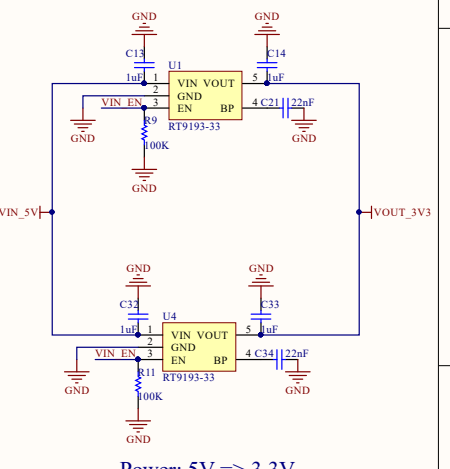 GND GND
C13 C14
U1
1uF 1 VIN VOUT 5 1uF
2 GND
VIN_EN 3 EN BP 4 C21 22nF
R9 RT9193-33
GND GND
100K
GND
VIN_5V VOUT_3V3
GND GND
C32 C33
U4
1uF 1 VIN VOUT 5 1uF
2 GND
VIN_EN 3 EN BP 4 C34 22nF
R11 RT9193-33
GND GND
100K
GND
Power: 5V => 3.3V